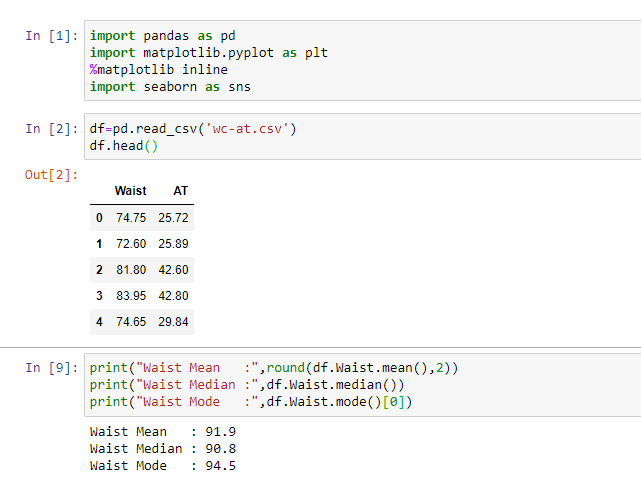 In [1]: import pandas as pd
import matplotlib.pyplot as plt
%matplotlib inline
import seaborn as sns
In [2]: df=pd.read_csv('wc-at.csv')
df.head()
Out[2]:
Waist AT
0 74.75 25.72
1 72.60 25.89
2 81.80 42.60
3 83.95 42.80
4 74.65 29.84
In [9]: print("Waist Mean   :",round(df.Waist.mean(),2))
print("Waist Median :",df.Waist.median())
print("Waist Mode   :",df.Waist.mode()[0])
Waist Mean   : 91.9
Waist Median : 90.8
Waist Mode   : 94.5